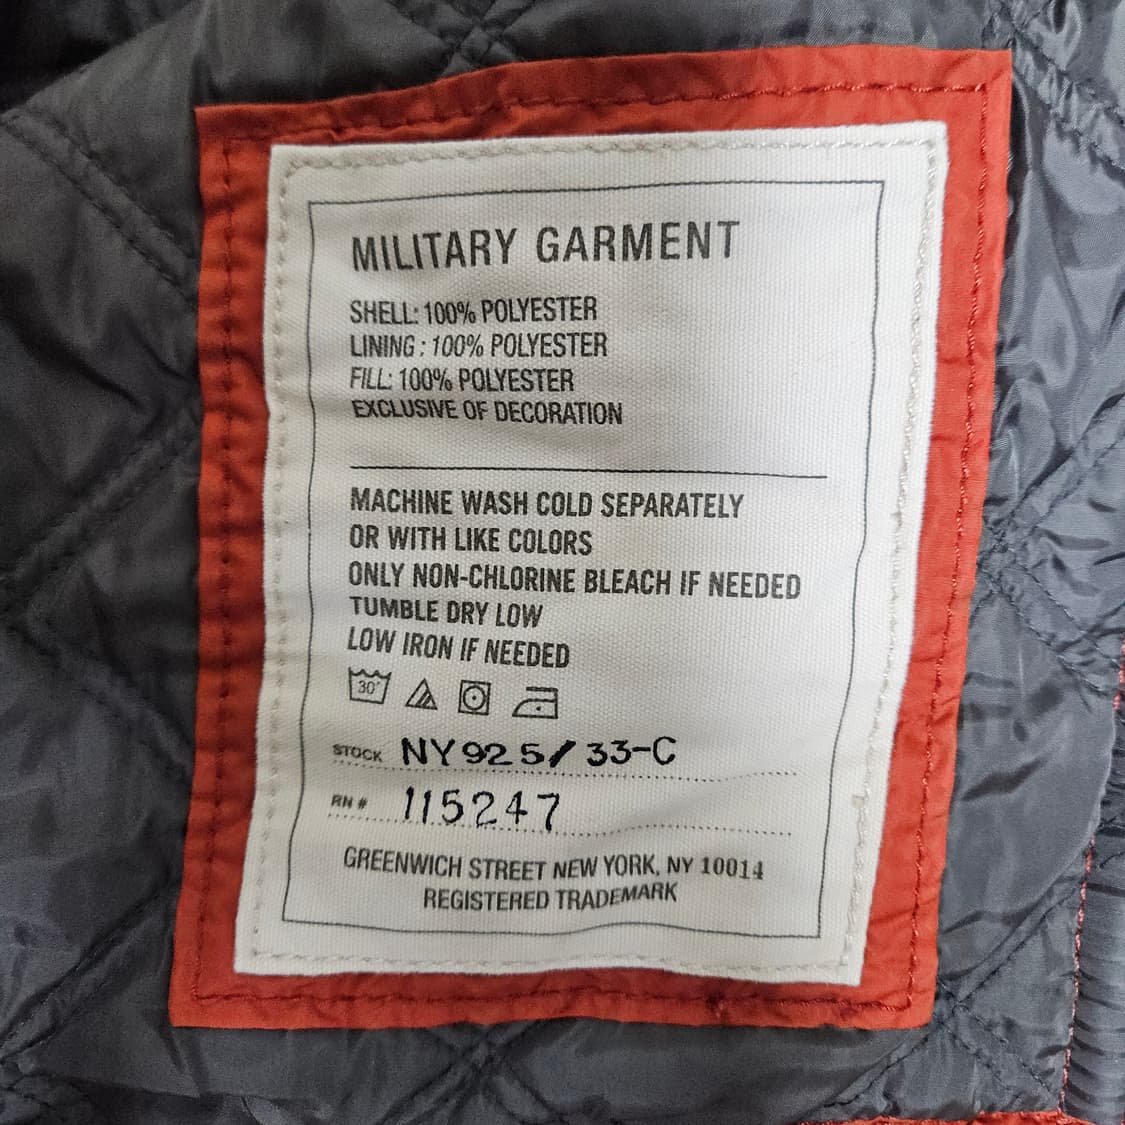 MILITARY GARMENT
SHELL: 100% POLYESTER
LINING : 100% POLYESTER
FILL: 100% POLYESTER
EXCLUSIVE OF DECORATION
MACHINE WASH COLD SEPARATELY
OR WITH LIKE COLORS
ONLY NON-CHLORINE BLEACH IF NEEDED
TUMBLE DRY LOW
LOW IRON IF NEEDED
30°
STOCK NY925/33-C
RN # 115247
GREENWICH STREET NEW YORK, NY 10014
REGISTERED TRADEMARK